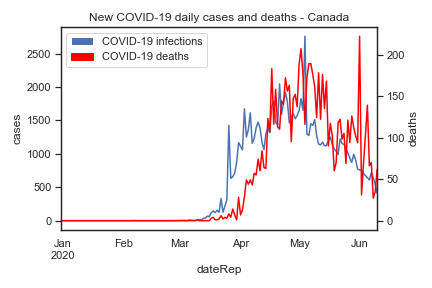 New COVID-19 daily cases and deaths - Canada
COVID-19 infections
COVID-19 deaths
2500
2000
1500
1000
500
0
cases
200
150
100
50
0
deaths
Jan
2020
Feb
Mar
Apr
May
Jun
dateRep